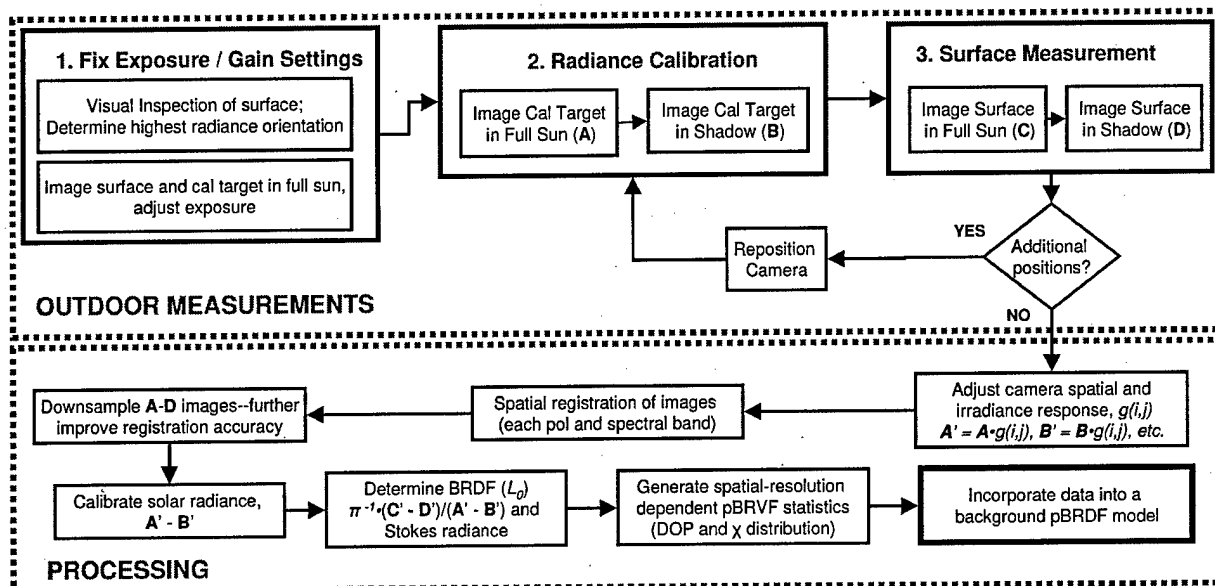 1. Fix Exposure / Gain Settings
Visual Inspection of surface;
Determine highest radiance orientation
Image surface and cal target in full sun,
adjust exposure
2. Radiance Calibration
Image Cal Target
in Full Sun (A)
Image Cal Target
in Shadow (B)
3. Surface Measurement
Image Surface
in Full Sun (C)
Image Surface
in Shadow (D)
YES
Additional
positions?
Reposition
Camera
NO
OUTDOOR MEASUREMENTS
Adjust camera spatial and
irradiance response, g(i,j)
A' = A•g(i,j), B' = B•g(i,j), etc.
Spatial registration of images
(each pol and spectral band)
Downsample A-D images--further
improve registration accuracy
Calibrate solar radiance,
A' - B'
Determine BRDF (L₀)
π⁻¹•(C' - D')/(A' - B') and
Stokes radiance
Generate spatial-resolution
dependent pBRVF statistics
(DOP and χ distribution)
Incorporate data into a
background pBRDF model
PROCESSING